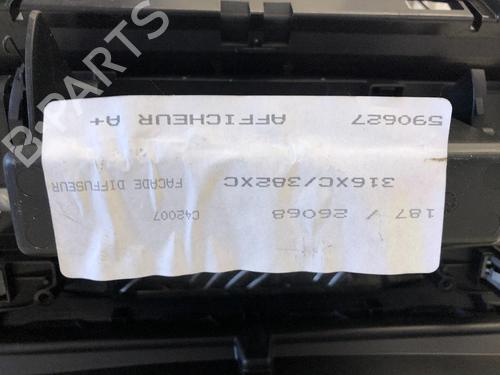 B-PARTS
187 / 26068 C42007
316XC/382XC FACADE DIFFUSEUR
590627 AFFICHEUR A+